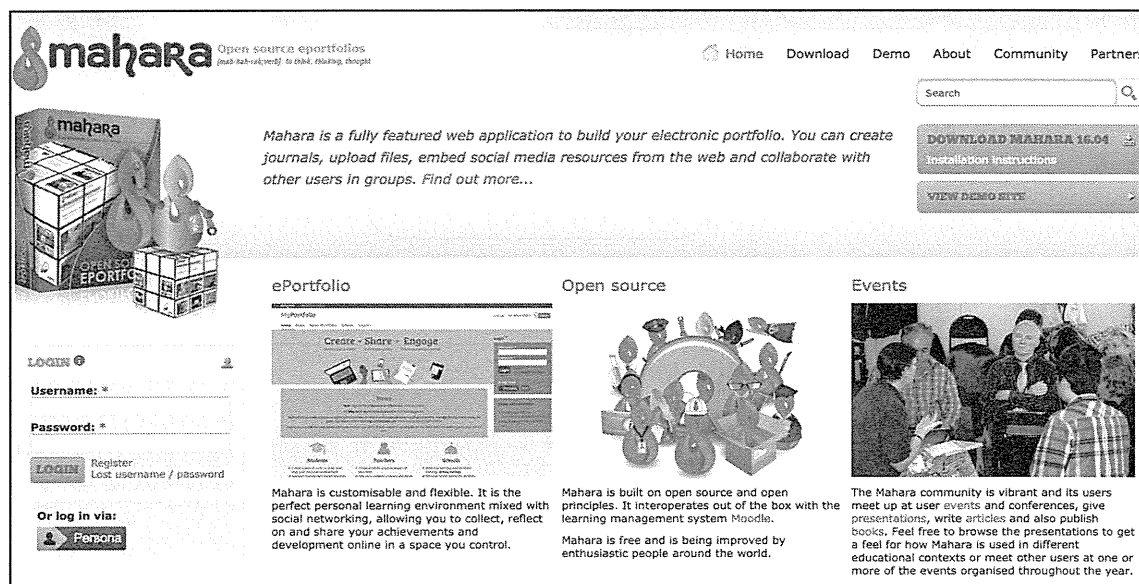 mahara
Open source eportfolios
(mah-hah-rah;verb): to think, thinking, thought
Home Download Demo About Community Partners
Search
DOWNLOAD MAHARA 16.04
Installation instructions
VIEW DEMO SITE
mahara
OPEN SO
EPORTFO
Mahara is a fully featured web application to build your electronic portfolio. You can create
journals, upload files, embed social media resources from the web and collaborate with
other users in groups. Find out more...
LOGIN
Username: *
Password: *
LOGIN
Register
Lost username / password
Or log in via:
Persona
ePortfolio
MyPortfolio
Create - Share - Engage
Students Teachers Schools
Mahara is customisable and flexible. It is the
perfect personal learning environment mixed with
social networking, allowing you to collect, reflect
on and share your achievements and
development online in a space you control.
Open source
Mahara is built on open source and open
principles. It interoperates out of the box with the
learning management system Moodle.
Mahara is free and is being improved by
enthusiastic people around the world.
Events
The Mahara community is vibrant and its users
meet up at user events and conferences, give
presentations, write articles and also publish
books. Feel free to browse the presentations to get
a feel for how Mahara is used in different
educational contexts or meet other users at one or
more of the events organised throughout the year.